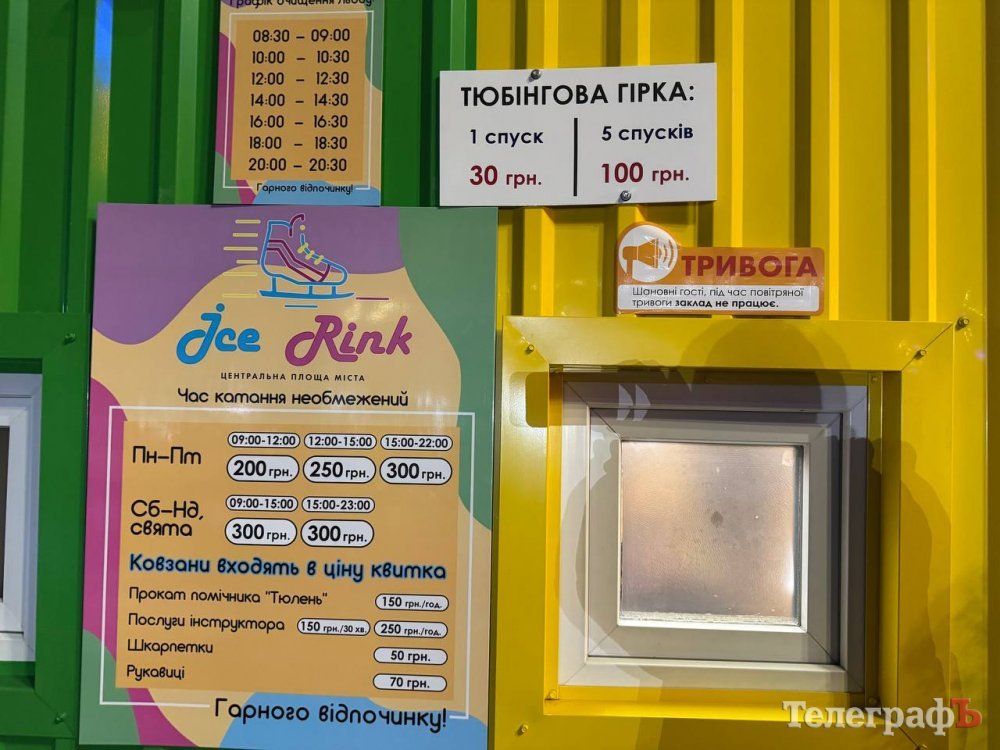 Графік очищення льоду:
08:30 – 09:00
10:00 – 10:30
12:00 – 12:30
14:00 – 14:30
16:00 – 16:30
18:00 – 18:30
20:00 – 20:30
Гарного відпочинку!
ТЮБІНГОВА ГІРКА:
1 спуск 5 спусків
30 грн. 100 грн.
ТРИВОГА
Шановні гості, під час повітряної
тривоги заклад не працює.
Ice Rink
ЦЕНТРАЛЬНА ПЛОЩА МІСТА
Час катання необмежений
09:00-12:00 12:00-15:00 15:00-22:00
Пн-Пт 200 грн. 250 грн. 300 грн.
09:00-15:00 15:00-23:00
Сб-Нд,
свята 300 грн. 300 грн.
Ковзани входять в ціну квитка
Прокат помічника "Тюлень" 150 грн./год.
Послуги інструктора 150 грн./30 хв. 250 грн./год.
Шкарпетки 50 грн.
Рукавиці 70 грн.
Гарного відпочинку!
ТелеграфЪ